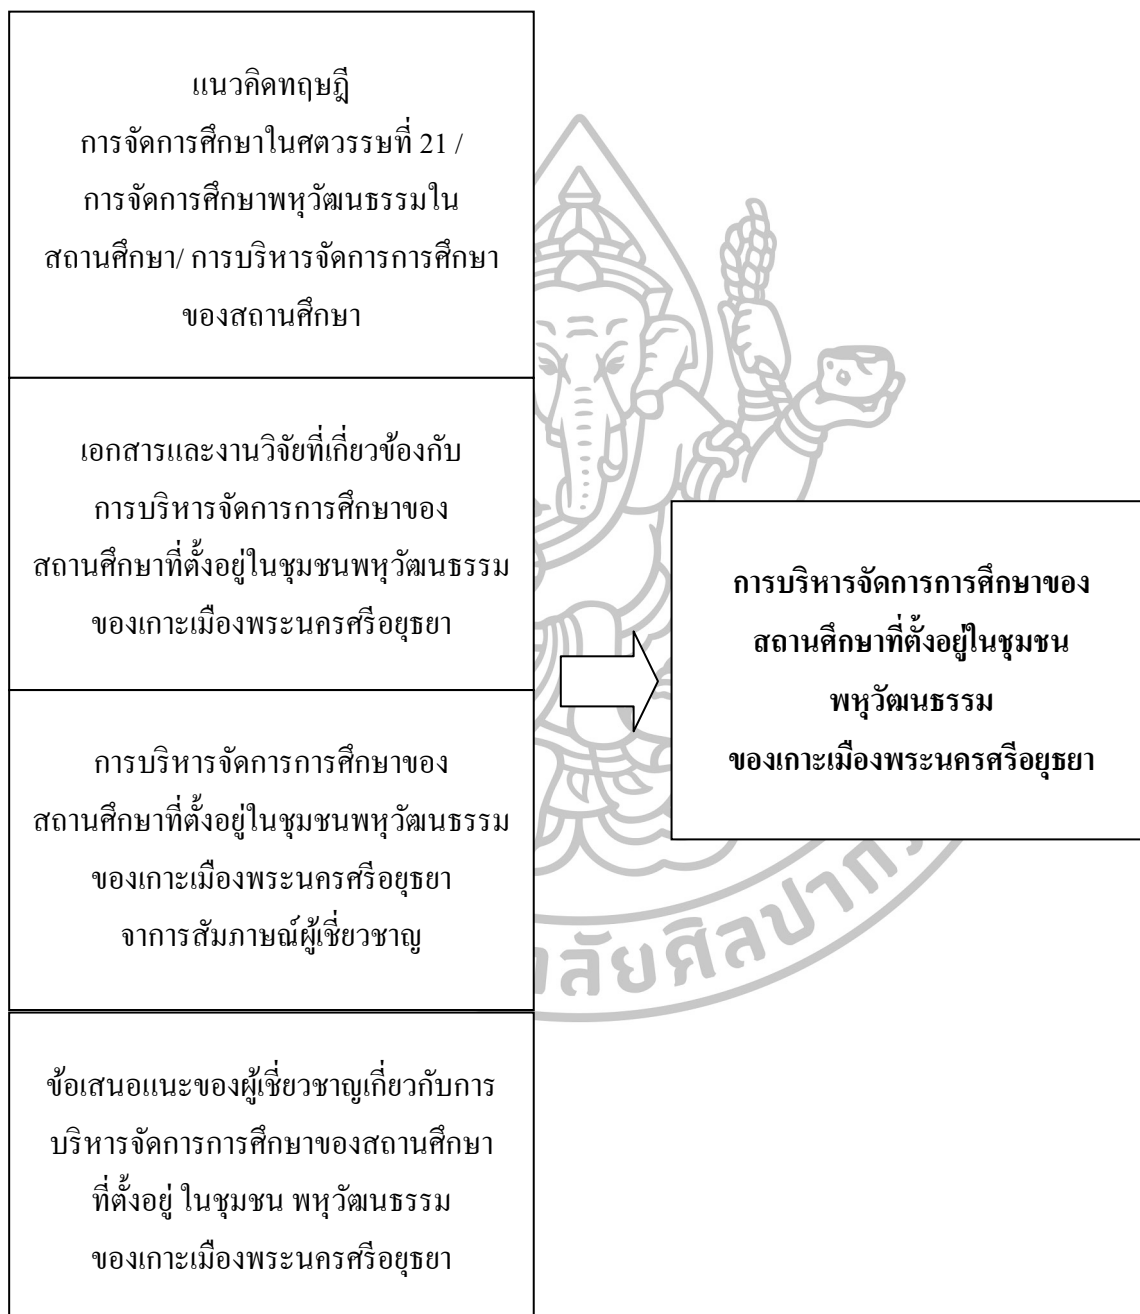 แนวคิดทฤษฎี
การจัดการศึกษาในศตวรรษที่ 21 /
การจัดการศึกษาพหุวัฒนธรรมใน
สถานศึกษา/ การบริหารจัดการการศึกษา
ของสถานศึกษา
เอกสารและงานวิจัยที่เกี่ยวข้องกับ
การบริหารจัดการการศึกษาของ
สถานศึกษาที่ตั้งอยู่ในชุมชนพหุวัฒนธรรม
ของเกาะเมืองพระนครศรีอยุธยา
การบริหารจัดการการศึกษาของ
สถานศึกษาที่ตั้งอยู่ในชุมชนพหุวัฒนธรรม
ของเกาะเมืองพระนครศรีอยุธยา
จาการสัมภาษณ์ผู้เชี่ยวชาญ
ข้อเสนอแนะของผู้เชี่ยวชาญเกี่ยวกับการ
บริหารจัดการการศึกษาของสถานศึกษา
ที่ตั้งอยู่ ในชุมชน พหุวัฒนธรรม
ของเกาะเมืองพระนครศรีอยุธยา
การบริหารจัดการการศึกษาของ
สถานศึกษาที่ตั้งอยู่ในชุมชน
พหุวัฒนธรรม
ของเกาะเมืองพระนครศรีอยุธยา
ลัยศิลปาก